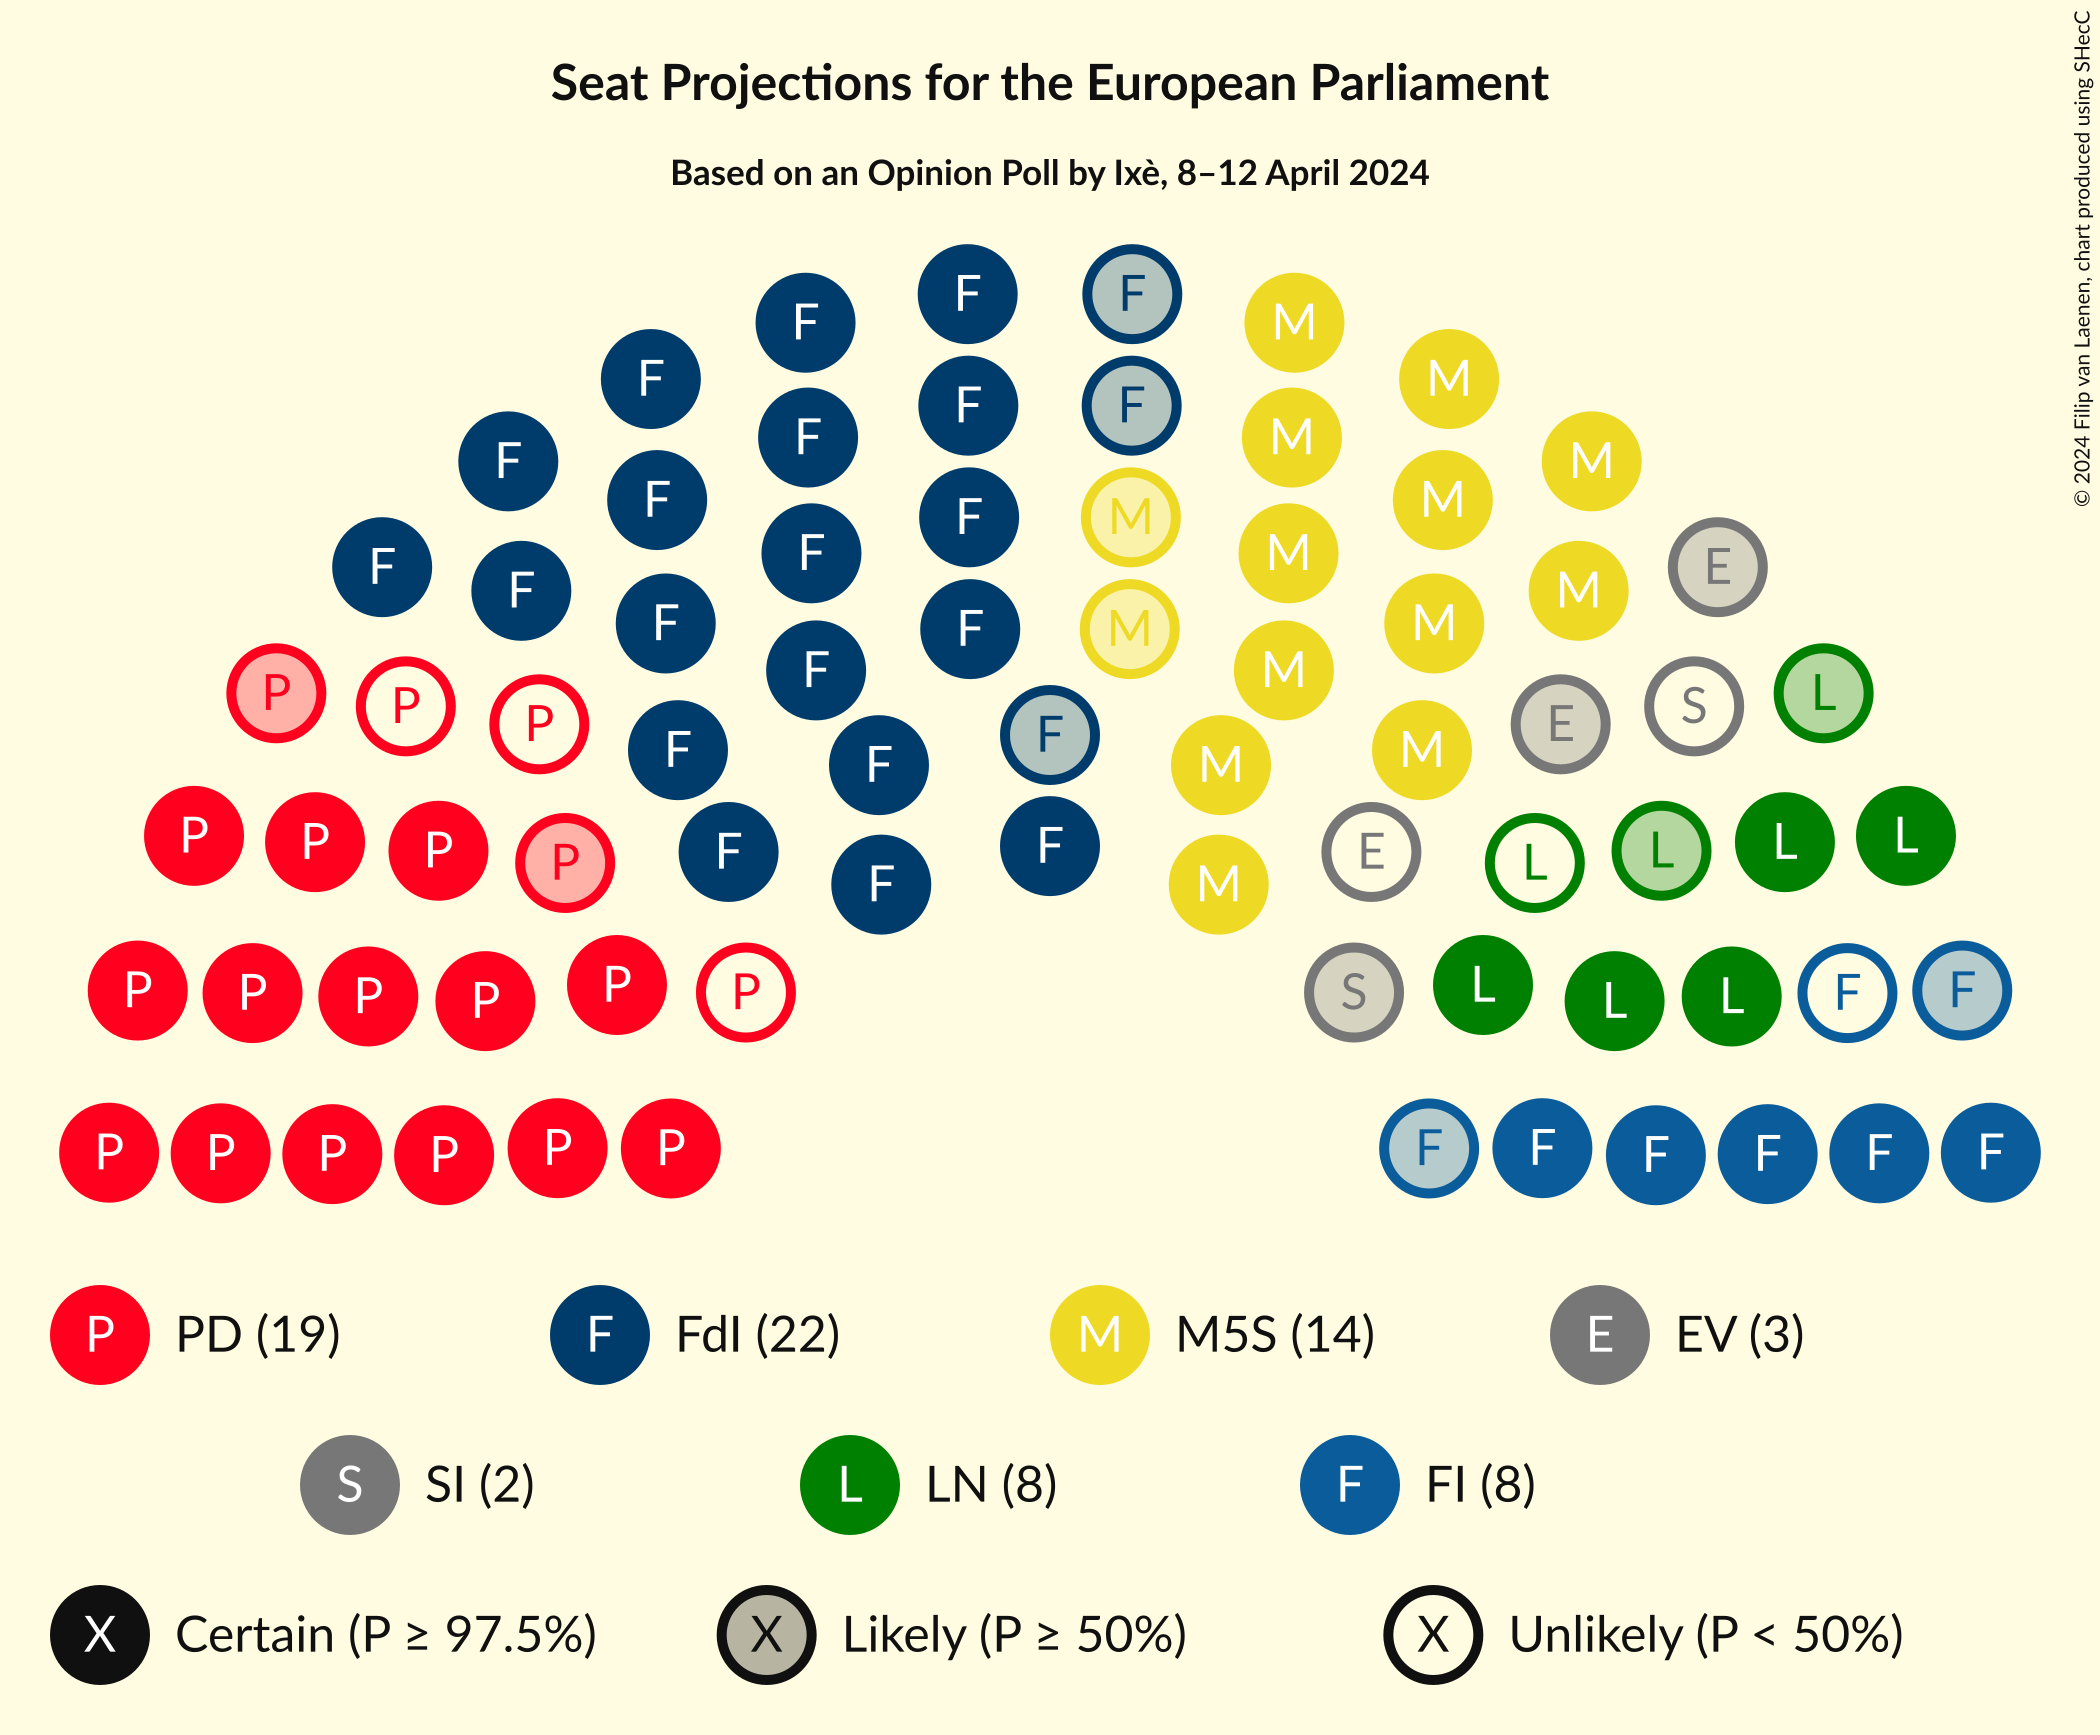 Seat Projections for the European Parliament
Based on an Opinion Poll by Ixè, 8–12 April 2024
© 2024 Filip van Laenen, chart produced using SHecC
F F
F M
F F
F M
F F
F M
F M
F M
F M
F M
F M
F E
F M
F M
F M
P L
P P S
P E
F F M
F M
P P P P F F F M E L L L L
F M
P P P P P P S L L L F F
P P P P P P F F F F F F
P PD (19) F FdI (22) M M5S (14) E EV (3)
S SI (2) L LN (8) F FI (8)
X Certain (P ≥ 97.5%) X Likely (P ≥ 50%) X Unlikely (P < 50%)